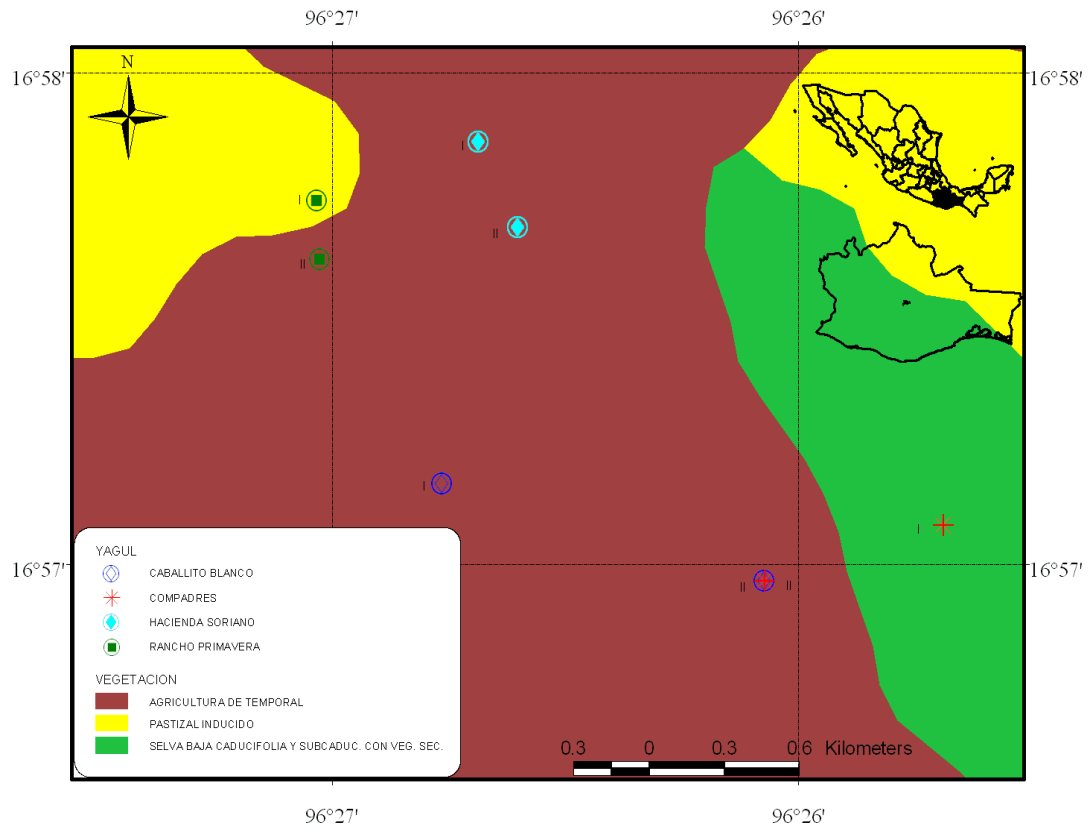 96°27' 96°26'
16°58' 16°58'
N
I
I
II
II
I
I
16°57' 16°57'
II II
YAGUL
CABALLITO BLANCO
COMPADRES
HACIENDA SORIANO
RANCHO PRIMAVERA
VEGETACION
AGRICULTURA DE TEMPORAL
PASTIZAL INDUCIDO
SELVA BAJA CADUCIFOLIA Y SUBCADUC. CON VEG. SEC.
0.3 0 0.3 0.6 Kilometers
96°27' 96°26'